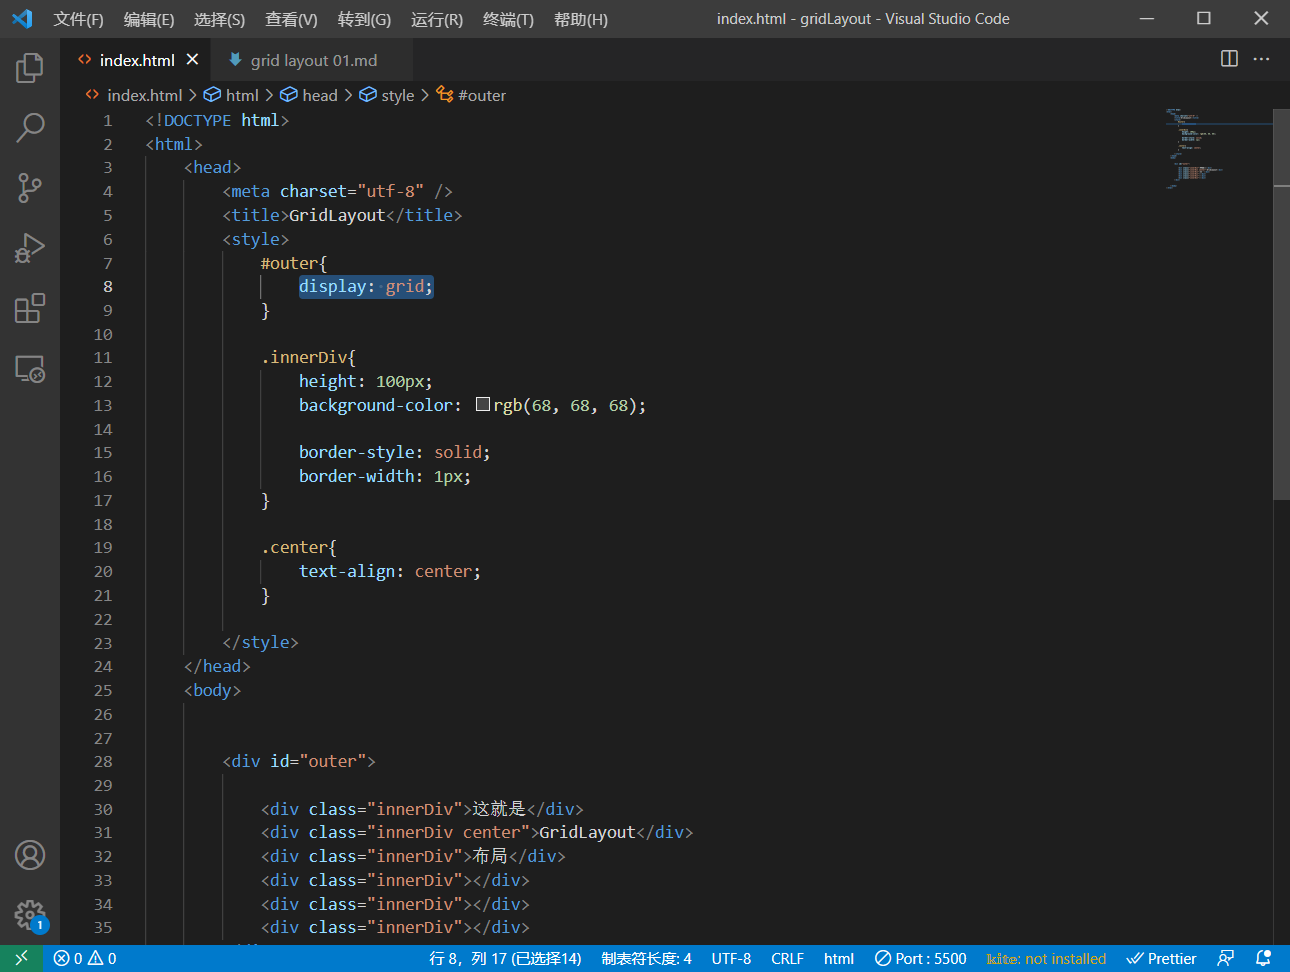 文件(F) 编辑(E) 选择(S) 查看(V) 转到(G) 运行(R) 终端(T) 帮助(H) index.html - gridLayout - Visual Studio Code
index.html grid layout 01.md
index.html > html > head > style > #outer
1 <!DOCTYPE html>
2 <html>
3 <head>
4 <meta charset="utf-8" />
5 <title>GridLayout</title>
6 <style>
7 #outer{
8 display: grid;
9 }
10
11 .innerDiv{
12 height: 100px;
13 background-color: rgb(68, 68, 68);
14
15 border-style: solid;
16 border-width: 1px;
17 }
18
19 .center{
20 text-align: center;
21 }
22
23 </style>
24 </head>
25 <body>
26
27
28 <div id="outer">
29
30 <div class="innerDiv">这就是</div>
31 <div class="innerDiv center">GridLayout</div>
32 <div class="innerDiv">布局</div>
33 <div class="innerDiv"></div>
34 <div class="innerDiv"></div>
35 <div class="innerDiv"></div>
1
0 0 行 8，列 17 (已选择14) 制表符长度: 4 UTF-8 CRLF html Port : 5500 kite: not installed Prettier